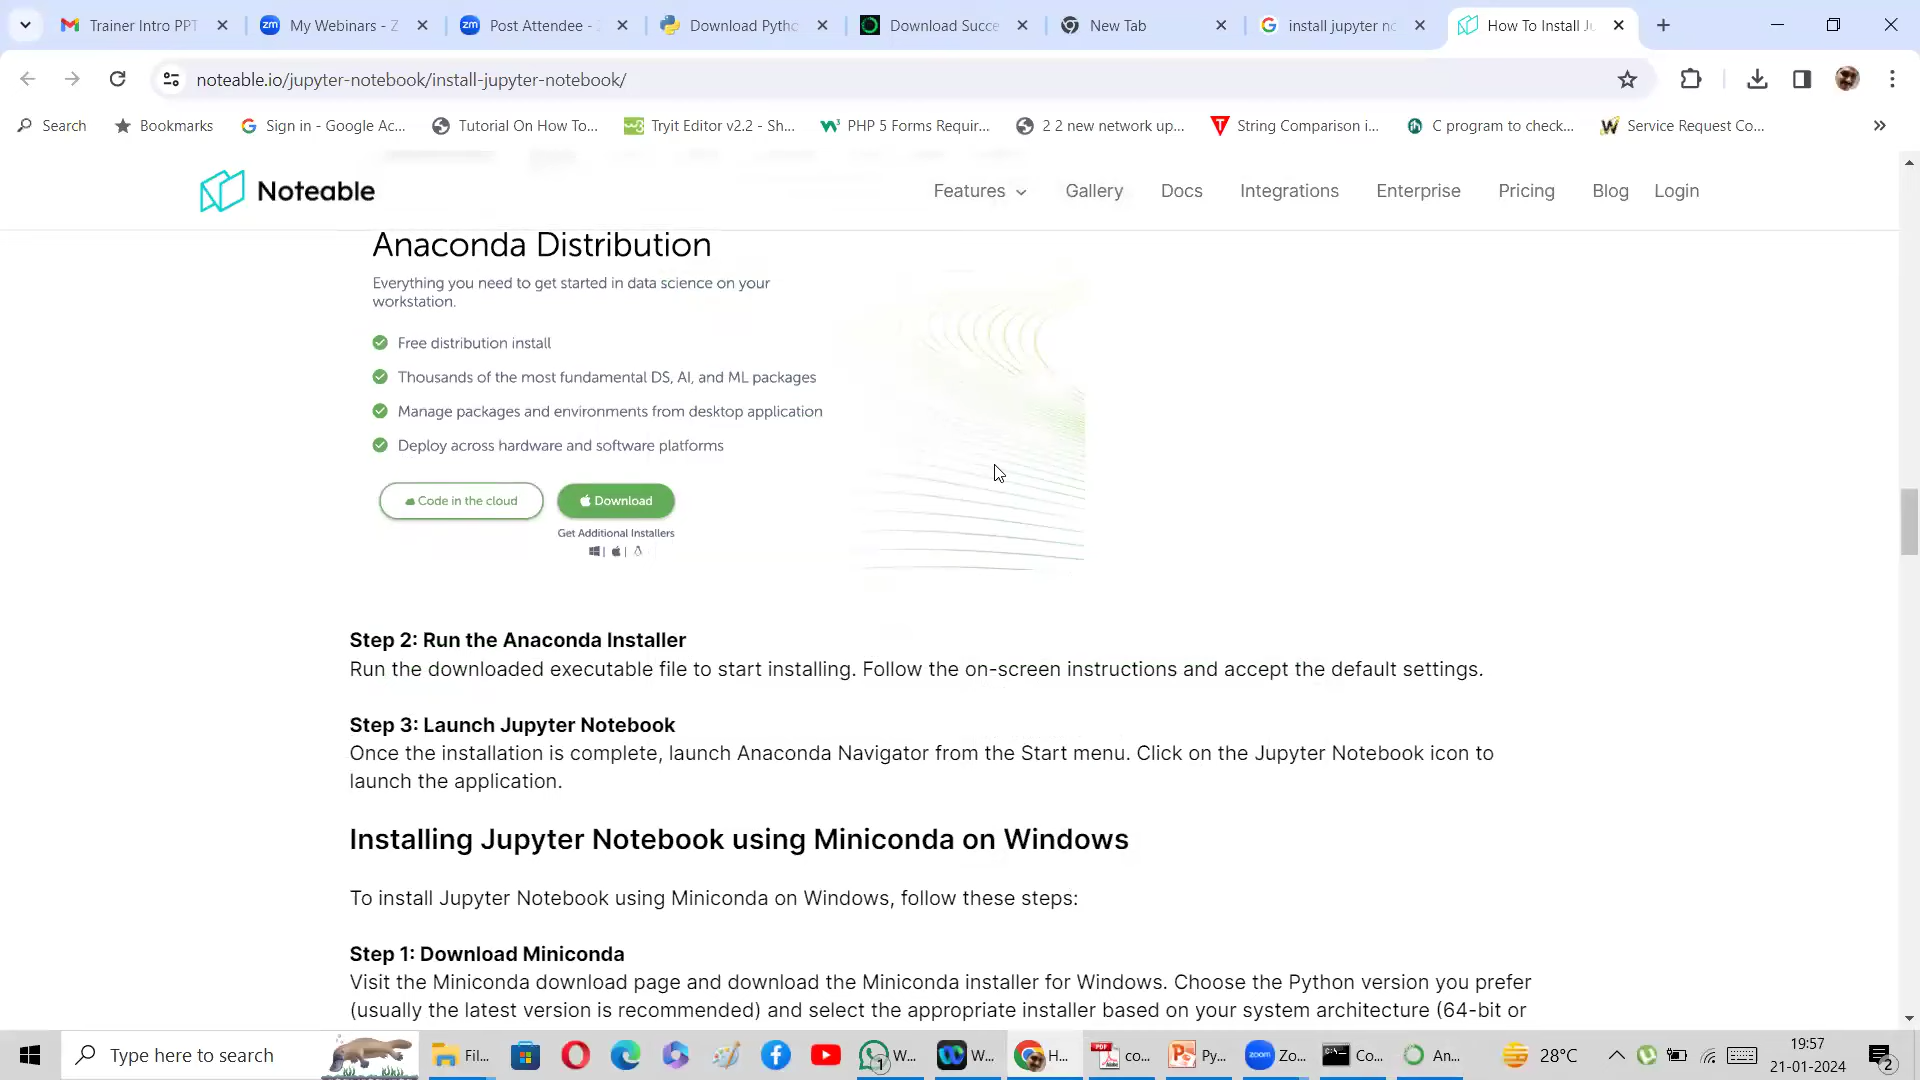 Trainer Intro PPT
My Webinars - Z
Post Attendee -
Download Pytho
Download Succe
New Tab
install jupyter no
How To Install Ju
noteable.io/jupyter-notebook/install-jupyter-notebook/
Search
Bookmarks
Sign in - Google Ac...
Tutorial On How To...
Tryit Editor v2.2 - Sh...
PHP 5 Forms Requir...
2 2 new network up...
String Comparison i...
C program to check...
Service Request Co...
Noteable
Features
Gallery
Docs
Integrations
Enterprise
Pricing
Blog
Login
Anaconda Distribution
Everything you need to get started in data science on your
workstation.
Free distribution install
Thousands of the most fundamental DS, AI, and ML packages
Manage packages and environments from desktop application
Deploy across hardware and software platforms
Code in the cloud
Download
Get Additional Installers
Step 2: Run the Anaconda Installer
Run the downloaded executable file to start installing. Follow the on-screen instructions and accept the default settings.
Step 3: Launch Jupyter Notebook
Once the installation is complete, launch Anaconda Navigator from the Start menu. Click on the Jupyter Notebook icon to
launch the application.
Installing Jupyter Notebook using Miniconda on Windows
To install Jupyter Notebook using Miniconda on Windows, follow these steps:
Step 1: Download Miniconda
Visit the Miniconda download page and download the Miniconda installer for Windows. Choose the Python version you prefer
(usually the latest version is recommended) and select the appropriate installer based on your system architecture (64-bit or
Type here to search
Fil...
W...
W...
H...
co...
Py...
Zo...
Co...
An...
28°C
19:57
21-01-2024
2